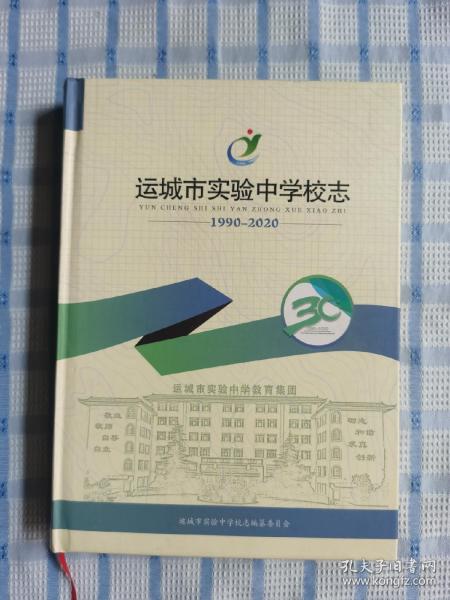 运城市实验中学校志
YUN CHENG SHI SHI YAN ZHONG XUE XIAO ZHI
1990-2020
30
运城市实验中学教育集团
运城市实验中学校志编纂委员会
孔夫子旧书网
www.kongfz.com